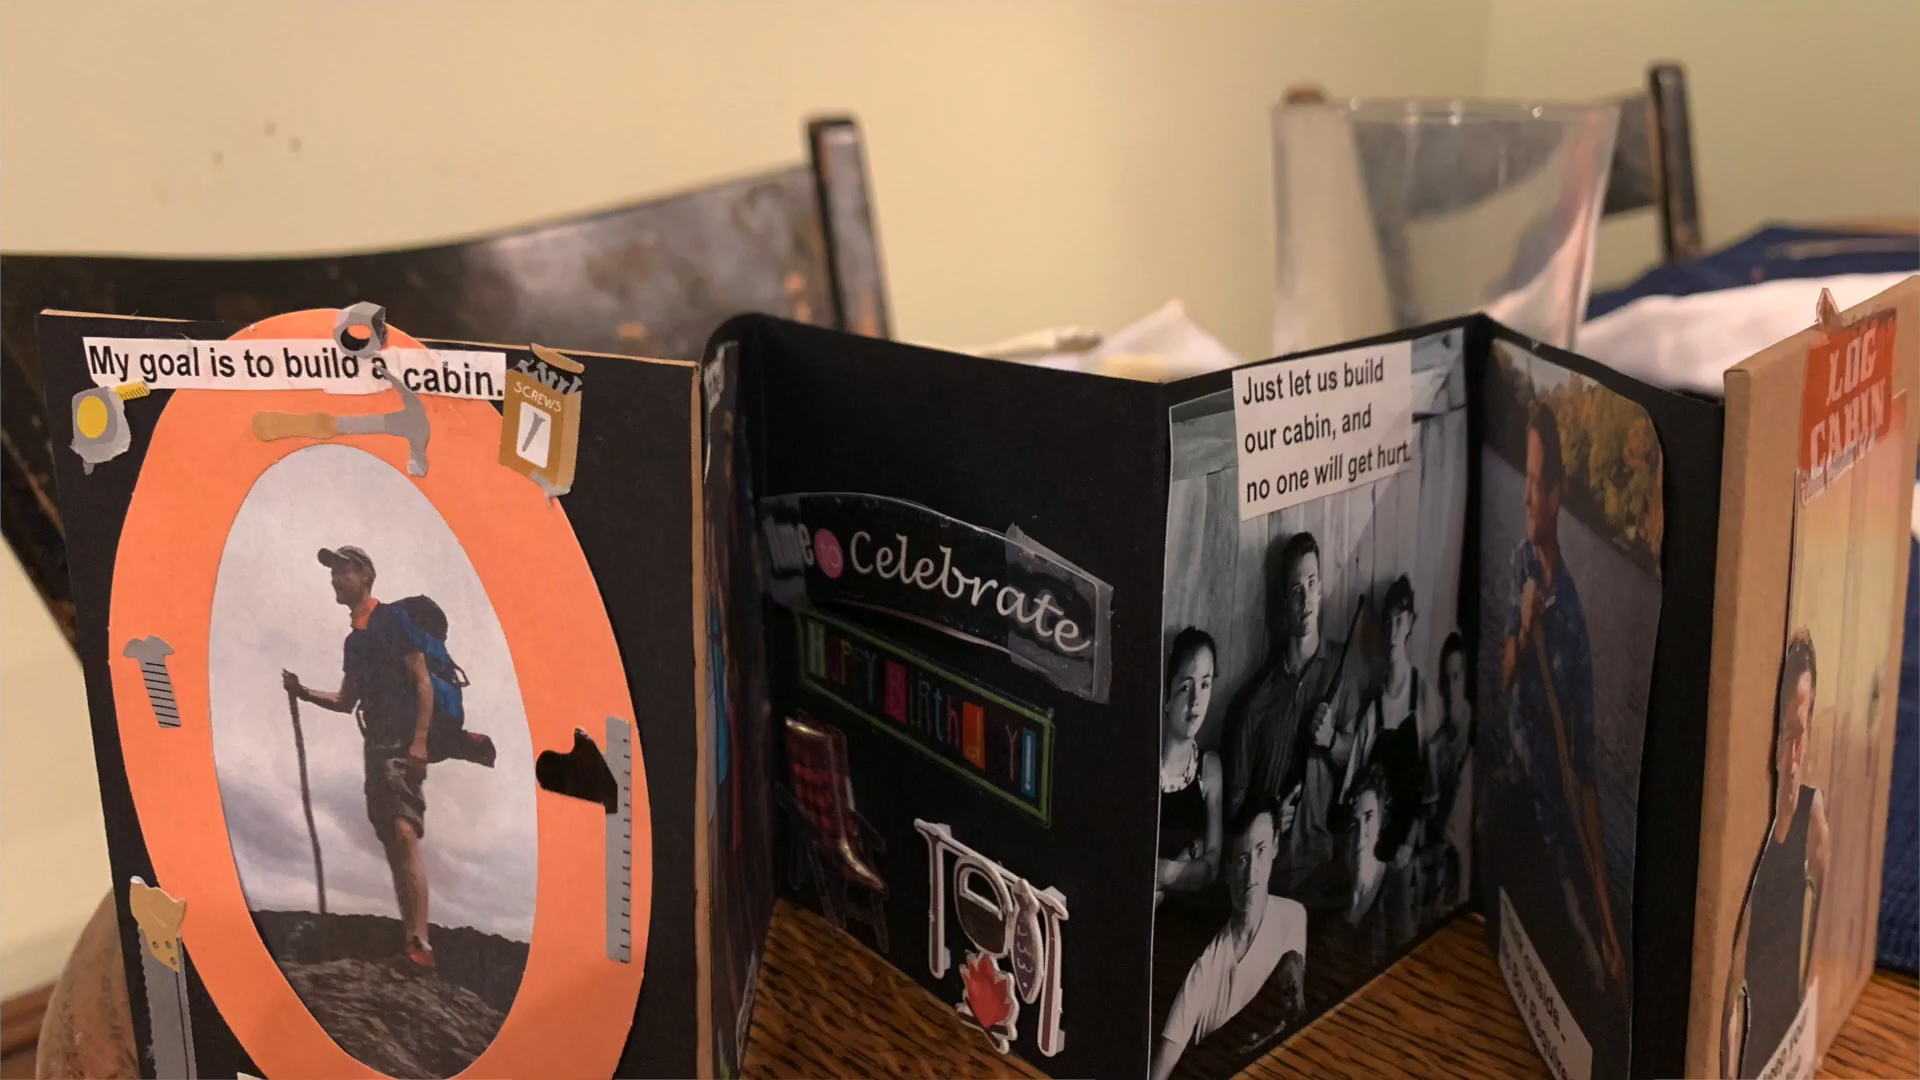 My goal is to build a cabin.
SCREWS
to Celebrate
HAPPY BIRTHDAY!
Just let us build
our cabin, and
no one will get hurt.
LOG
CABIN